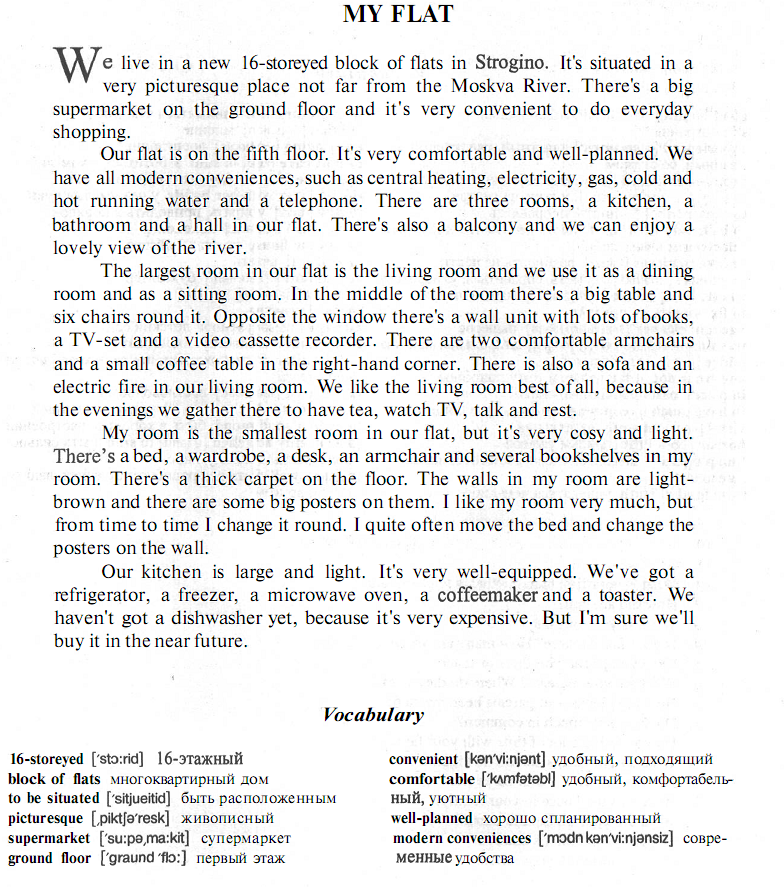 MY FLAT
We live in a new 16-storeyed block of flats in Strogino. It's situated in a
very picturesque place not far from the Moskva River. There's a big
supermarket on the ground floor and it's very convenient to do everyday
shopping.
Our flat is on the fifth floor. It's very comfortable and well-planned. We
have all modern conveniences, such as central heating, electricity, gas, cold and
hot running water and a telephone. There are three rooms, a kitchen, a
bathroom and a hall in our flat. There's also a balcony and we can enjoy a
lovely view of the river.
The largest room in our flat is the living room and we use it as a dining
room and as a sitting room. In the middle of the room there's a big table and
six chairs round it. Opposite the window there's a wall unit with lots of books,
a TV-set and a video cassette recorder. There are two comfortable armchairs
and a small coffee table in the right-hand corner. There is also a sofa and an
electric fire in our living room. We like the living room best of all, because in
the evenings we gather there to have tea, watch TV, talk and rest.
My room is the smallest room in our flat, but it's very cosy and light.
There's a bed, a wardrobe, a desk, an armchair and several bookshelves in my
room. There's a thick carpet on the floor. The walls in my room are light-
brown and there are some big posters on them. I like my room very much, but
from time to time I change it round. I quite often move the bed and change the
posters on the wall.
Our kitchen is large and light. It's very well-equipped. We've got a
refrigerator, a freezer, a microwave oven, a coffeemaker and a toaster. We
haven't got a dishwasher yet, because it's very expensive. But I'm sure we'll
buy it in the near future.
Vocabulary
16-storeyed ['stɔ:rid] 16-этажный
block of flats многоквартирный дом
to be situated ['sitjueitid] быть расположенным
picturesque [ˌpiktʃə'resk] живописный
supermarket ['su:pəˌma:kit] супермаркет
ground floor ['graund 'flɔ:] первый этаж
convenient [kən'vi:njənt] удобный, подходящий
comfortable ['kʌmfətəbl] удобный, комфортабель-
ный, уютный
well-planned хорошо спланированный
modern conveniences ['mɔdn kən'vi:njənsiz] совре-
менные удобства